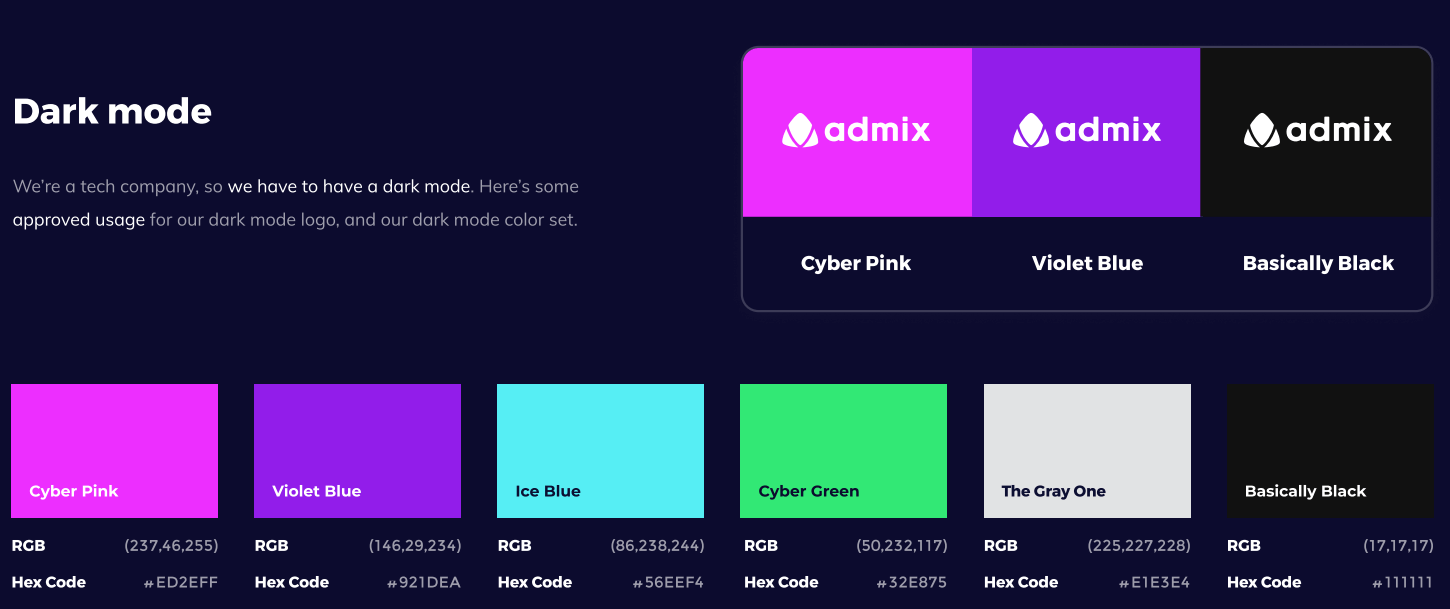 Dark mode
We're a tech company, so we have to have a dark mode. Here's some
approved usage for our dark mode logo, and our dark mode color set.
admix
admix
admix
Cyber Pink
Violet Blue
Basically Black
Cyber Pink
Violet Blue
Ice Blue
Cyber Green
The Gray One
Basically Black
RGB (237,46,255)
RGB (146,29,234)
RGB (86,238,244)
RGB (50,232,117)
RGB (225,227,228)
RGB (17,17,17)
Hex Code #ED2EFF
Hex Code #921DEA
Hex Code #56EEF4
Hex Code #32E875
Hex Code #E1E3E4
Hex Code #111111